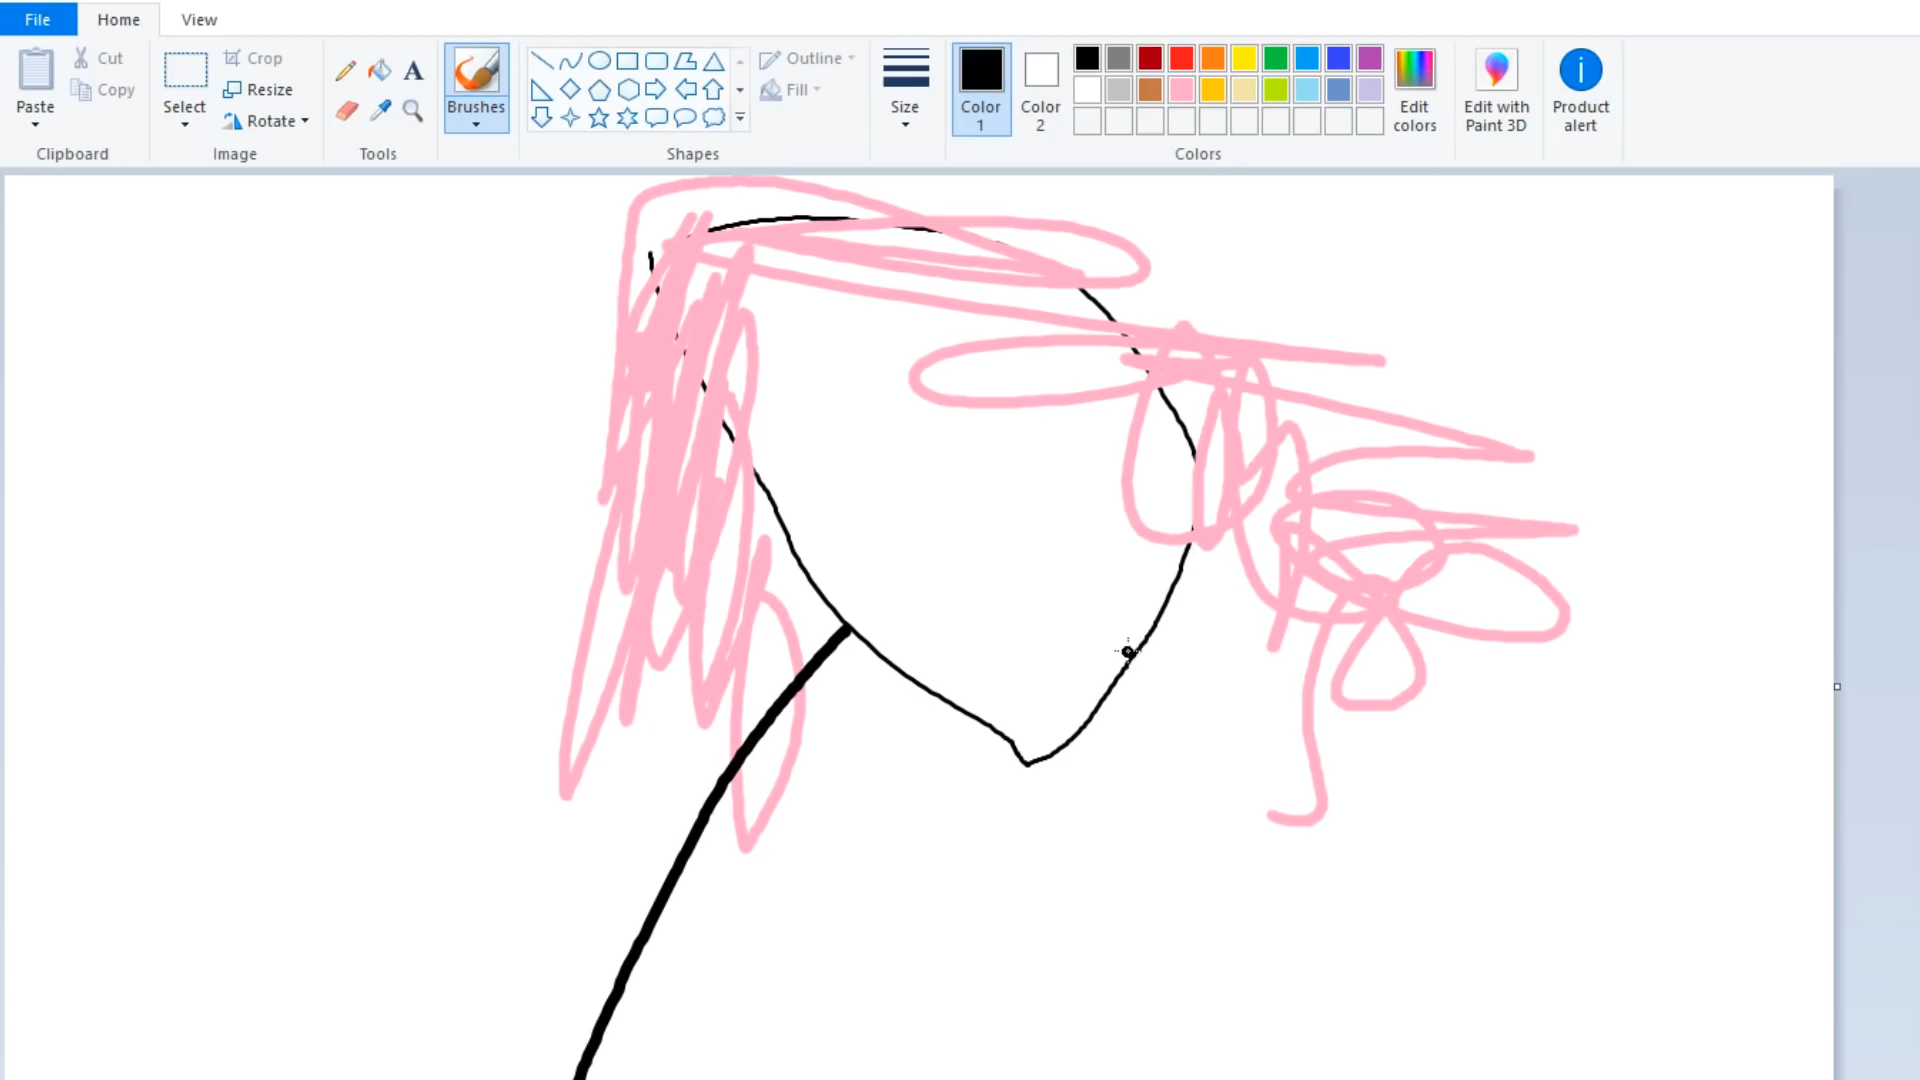 File Home View
Paste
Cut
Copy
Clipboard
Select
Crop
Resize
Rotate
Image
A
Tools
Brushes
Shapes
Outline
Fill
Size
Color
1
Color
2
Colors
Edit
colors
Edit with
Paint 3D
Product
alert